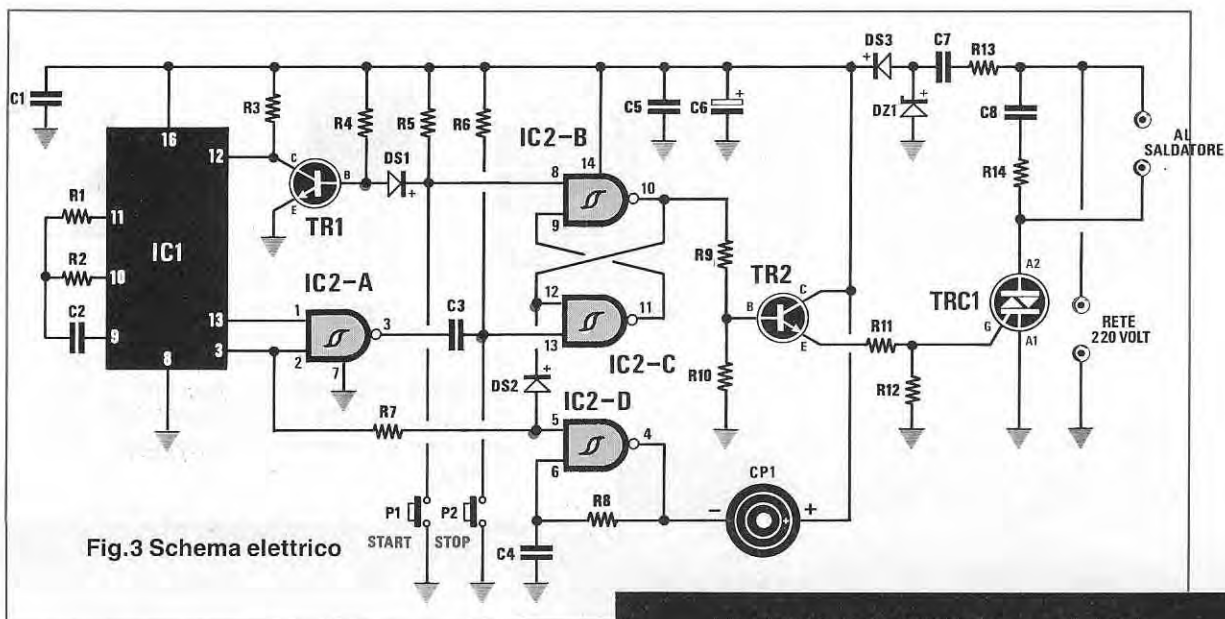 DS3
C7
R13
C1
R3
R4
R5
R6
C5
C6
+
+
DZ1
+
C8
AL
SALDATORE
IC2-B
16
12
C
B
E
DS1
+
14
8
9
10
R14
TR1
R1
11
IC1
R2
10
C2
9
13
3
8
IC2-A
1
2
3
7
C3
12
13
11
IC2-C
R9
TR2
B
C
E
R10
R11
R12
A2
TRC1
G
A1
RETE
220 VOLT
DS2
+
IC2-D
R7
5
6
4
CP1
-
+
R8
C4
P1
START
P2
STOP
Fig.3 Schema elettrico